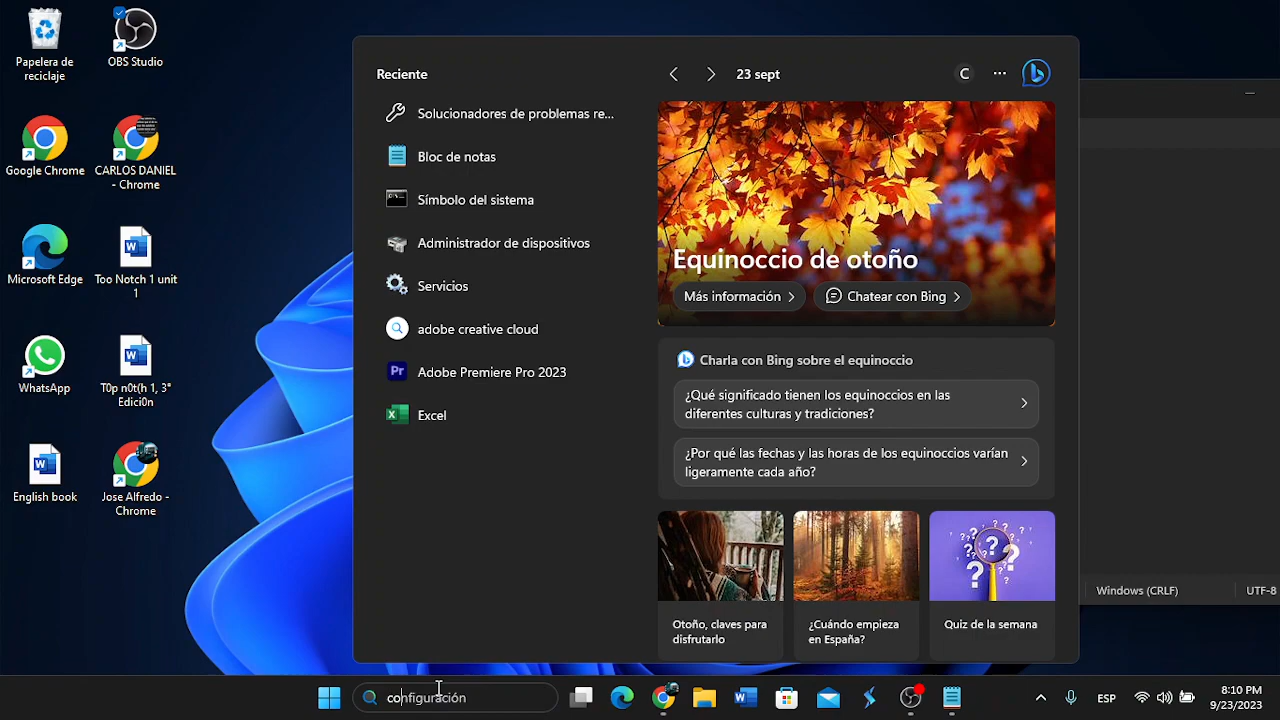 Papelera de
reciclaje
OBS Studio
Google Chrome
CARLOS DANIEL
- Chrome
Microsoft Edge
Too Notch 1 unit
1
WhatsApp
T0p n0t(h 1, 3°
Edici0n
English book
Jose Alfredo -
Chrome
Reciente
Solucionadores de problemas re...
Bloc de notas
Símbolo del sistema
Administrador de dispositivos
Servicios
adobe creative cloud
Pr
Adobe Premiere Pro 2023
Excel
23 sept
C
Equinoccio de otoño
Más información
Chatear con Bing
Charla con Bing sobre el equinoccio
¿Qué significado tienen los equinoccios en las
diferentes culturas y tradiciones?
¿Por qué las fechas y las horas de los equinoccios varían
ligeramente cada año?
Otoño, claves para
disfrutarlo
¿Cuándo empieza
en España?
Quiz de la semana
Windows (CRLF)
UTF-8
configuración
ESP
8:10 PM
9/23/2023